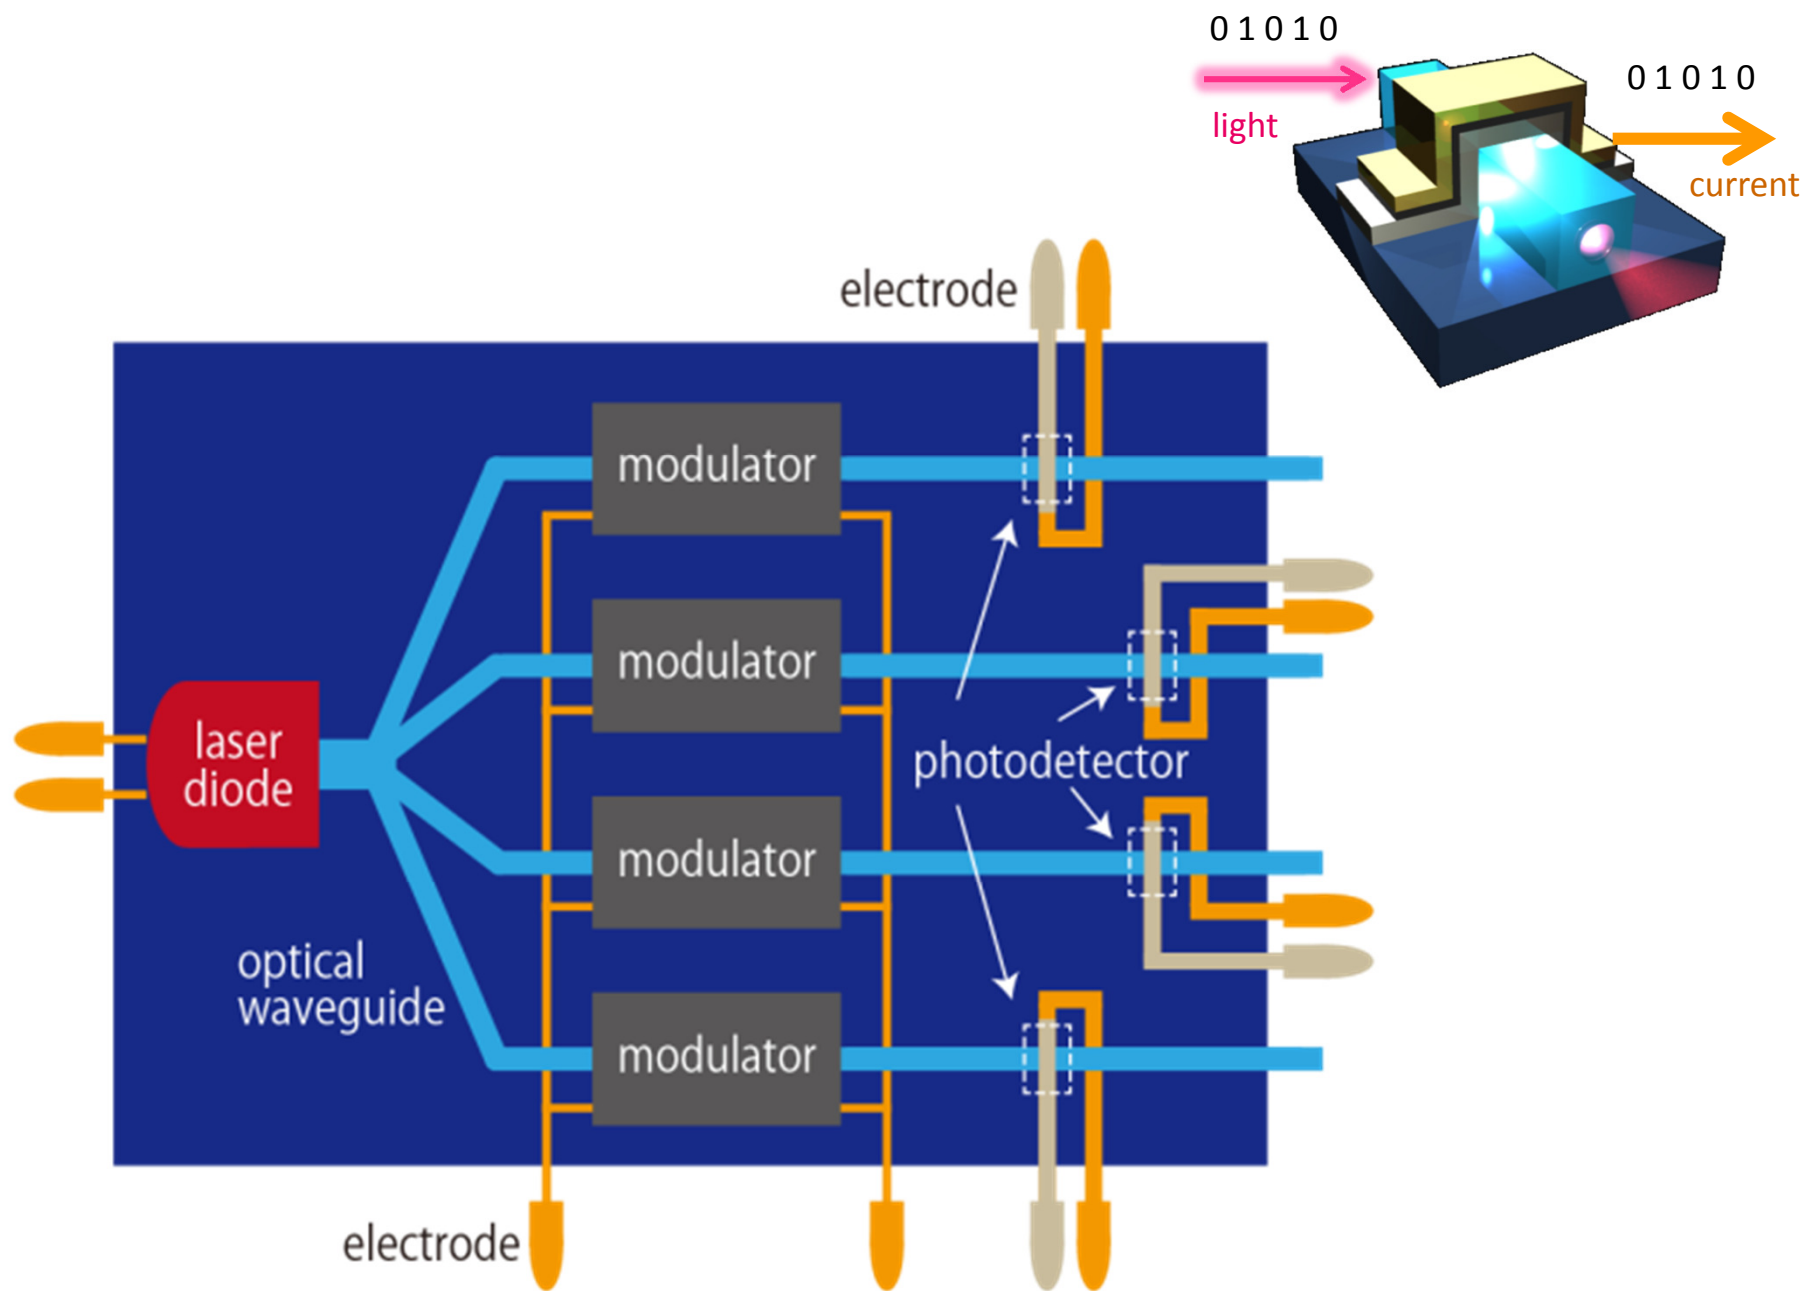 0 1 0 1 0
light
0 1 0 1 0
current
electrode
modulator
modulator
laser
diode
photodetector
modulator
optical
waveguide
modulator
electrode